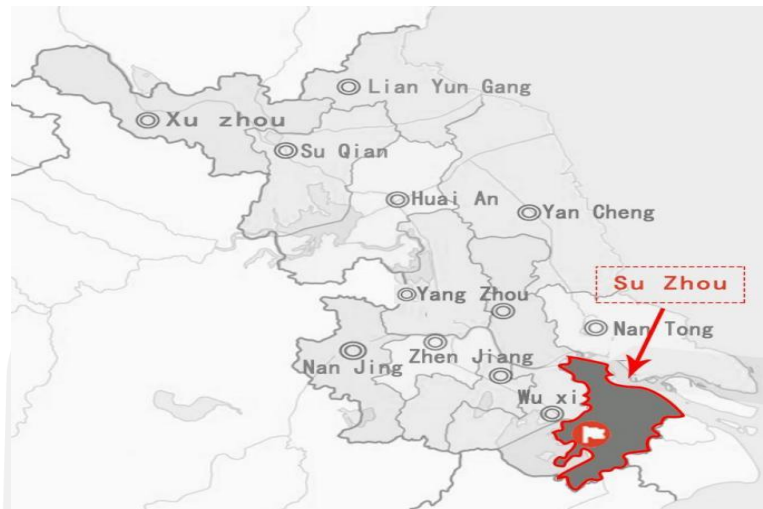 Lian Yun Gang
Xu zhou
Su Qian
Huai An
Yan Cheng
Su Zhou
Yang Zhou
Nan Tong
Zhen Jiang
Nan Jing
Wu xi